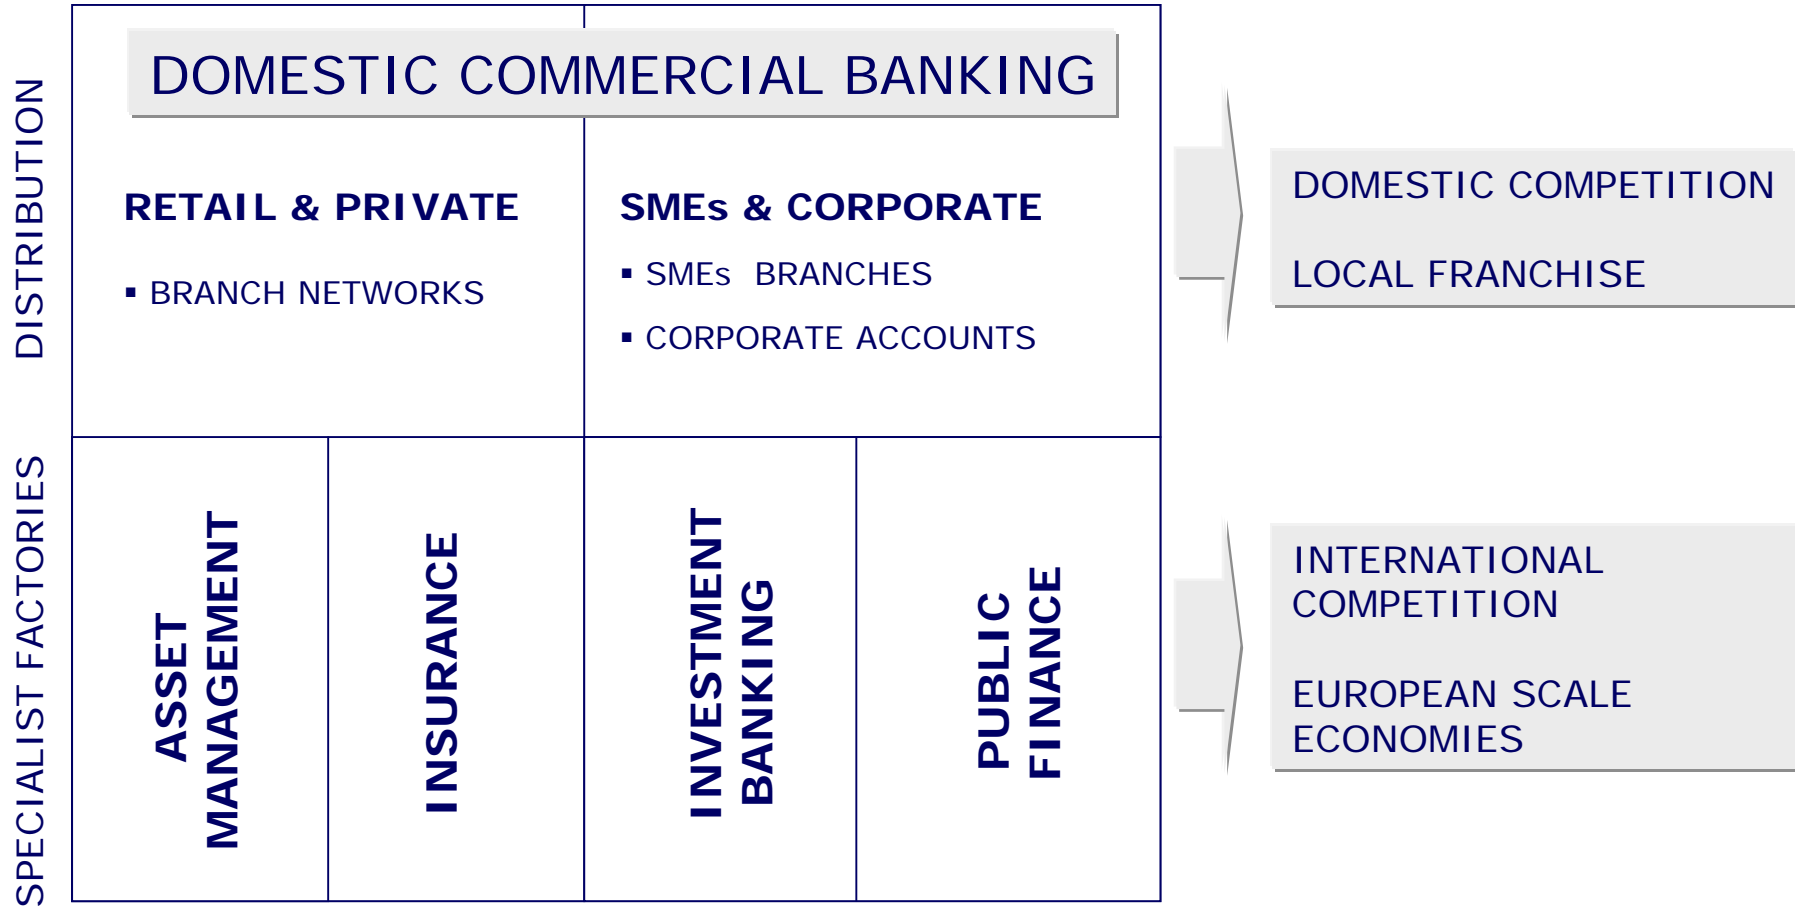 DISTRIBUTION
DOMESTIC COMMERCIAL BANKING
RETAIL & PRIVATE
▪ BRANCH NETWORKS
SMEs & CORPORATE
▪ SMEs BRANCHES
▪ CORPORATE ACCOUNTS
DOMESTIC COMPETITION
LOCAL FRANCHISE
SPECIALIST FACTORIES
ASSET
MANAGEMENT
INSURANCE
INVESTMENT
BANKING
PUBLIC
FINANCE
INTERNATIONAL
COMPETITION
EUROPEAN SCALE
ECONOMIES